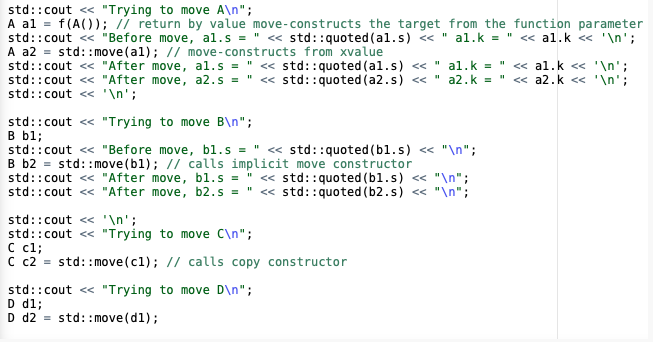 std::cout << "Trying to move A\n";
A a1 = f(A()); // return by value move-constructs the target from the function parameter
std::cout << "Before move, a1.s = " << std::quoted(a1.s) << " a1.k = " << a1.k << '\n';
A a2 = std::move(a1); // move-constructs from xvalue
std::cout << "After move, a1.s = " << std::quoted(a1.s) << " a1.k = " << a1.k << '\n';
std::cout << "After move, a2.s = " << std::quoted(a2.s) << " a2.k = " << a2.k << '\n';
std::cout << '\n';
std::cout << "Trying to move B\n";
B b1;
std::cout << "Before move, b1.s = " << std::quoted(b1.s) << "\n";
B b2 = std::move(b1); // calls implicit move constructor
std::cout << "After move, b1.s = " << std::quoted(b1.s) << "\n";
std::cout << "After move, b2.s = " << std::quoted(b2.s) << "\n";
std::cout << '\n';
std::cout << "Trying to move C\n";
C c1;
C c2 = std::move(c1); // calls copy constructor
std::cout << "Trying to move D\n";
D d1;
D d2 = std::move(d1);